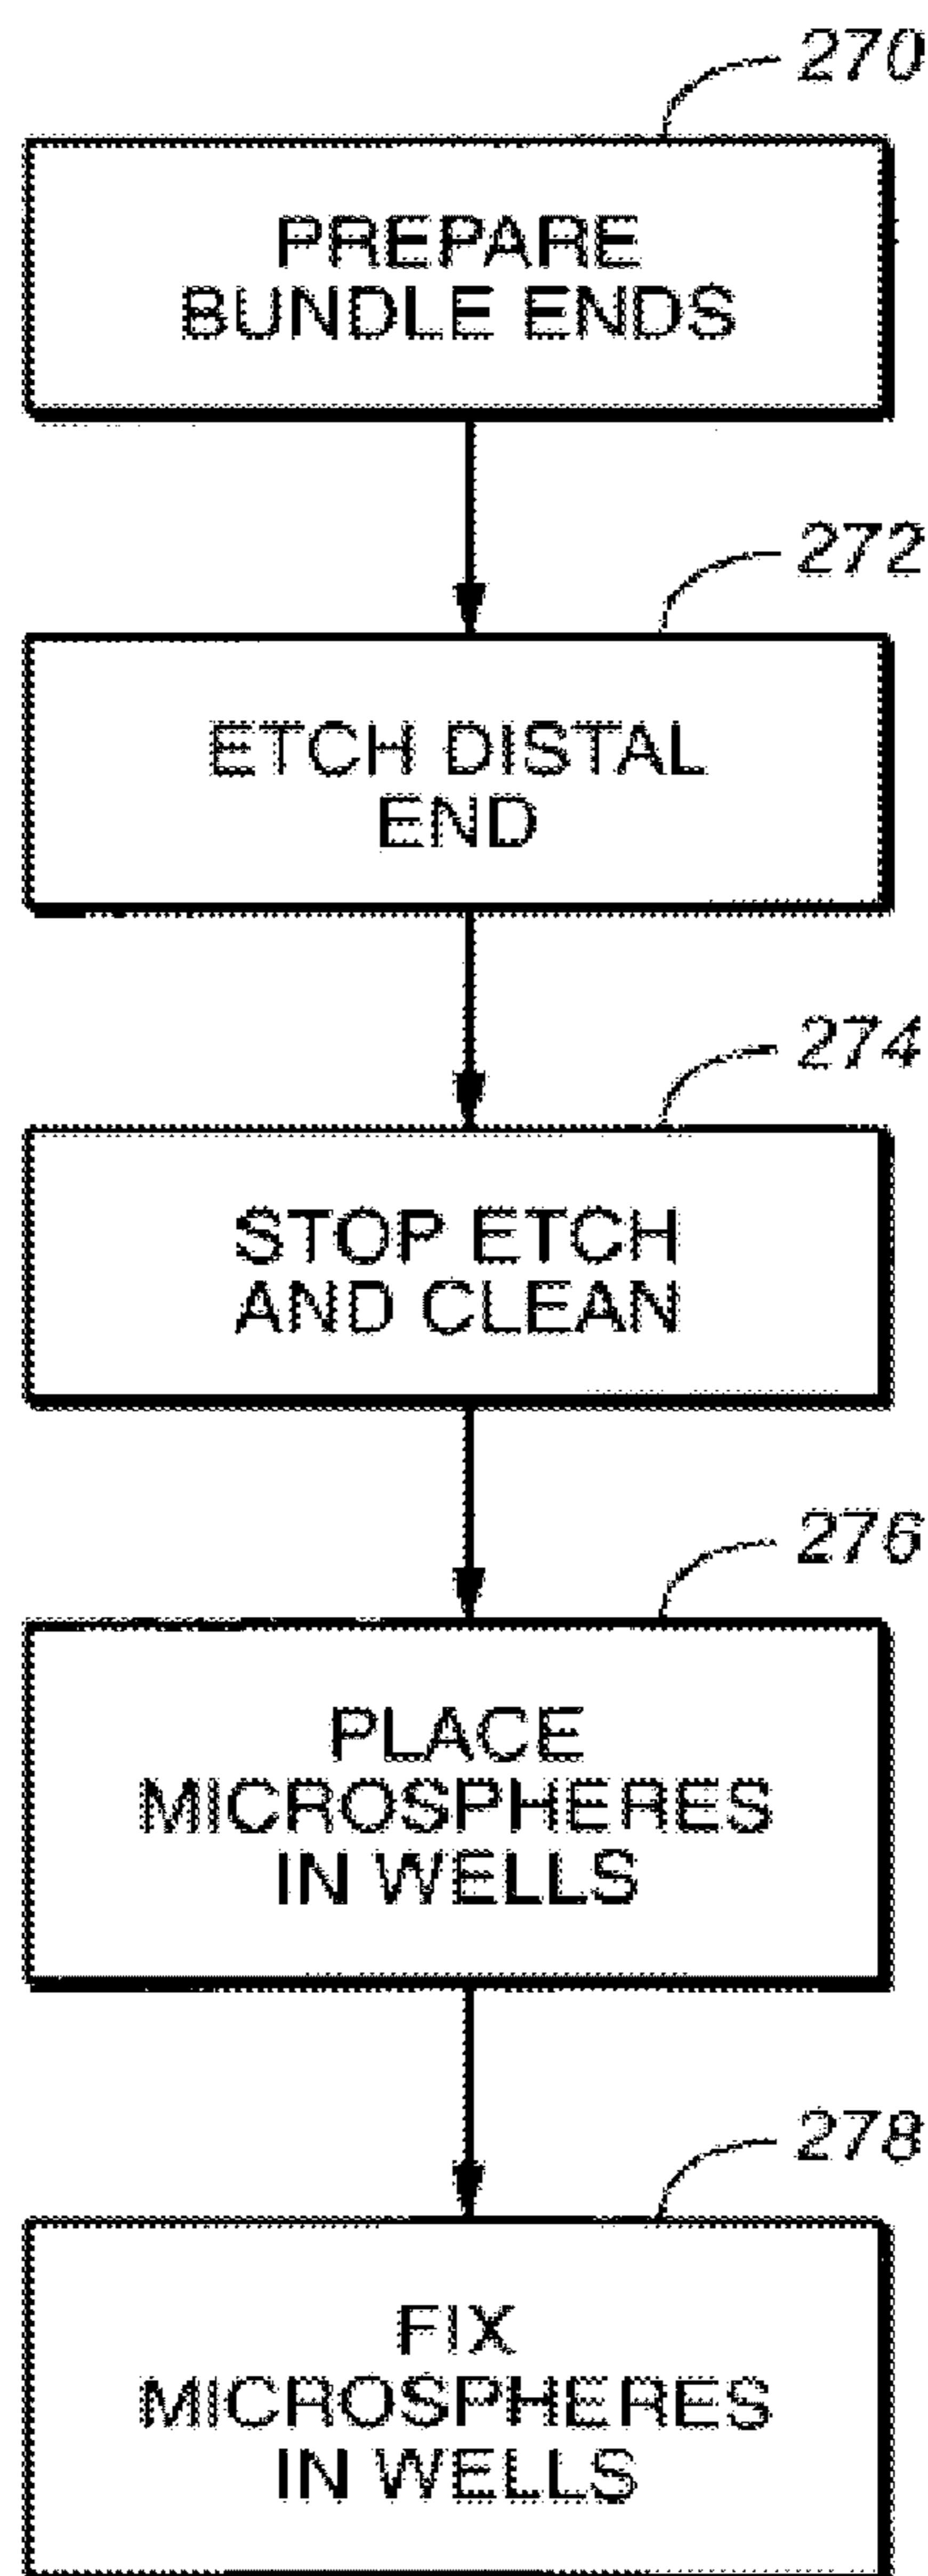 270
PREPARE
BUNDLE ENDS
272
ETCH DISTAL
END
274
STOP ETCH
AND CLEAN
276
PLACE
MICROSPHERES
IN WELLS
278
FIX
MICROSPHERES
IN WELLS